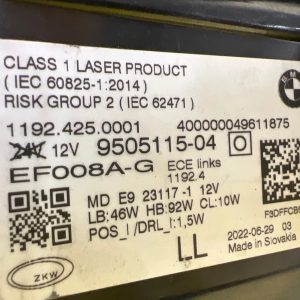 CLASS 1 LASER PRODUCT
( IEC 60825-1:2014 )
RISK GROUP 2 ( IEC 62471 )
1192.425.0001 400000049611875
24V 12V 9505115-04
EF008A-G ECE links
1192.4
MD E9 23117-1 12V
LB:46W HB:92W CL:10W
POS_I /DRL_I:1,5W
F9DFFCB5
ZKW
LL
2022-06-29 03
Made in Slovakia